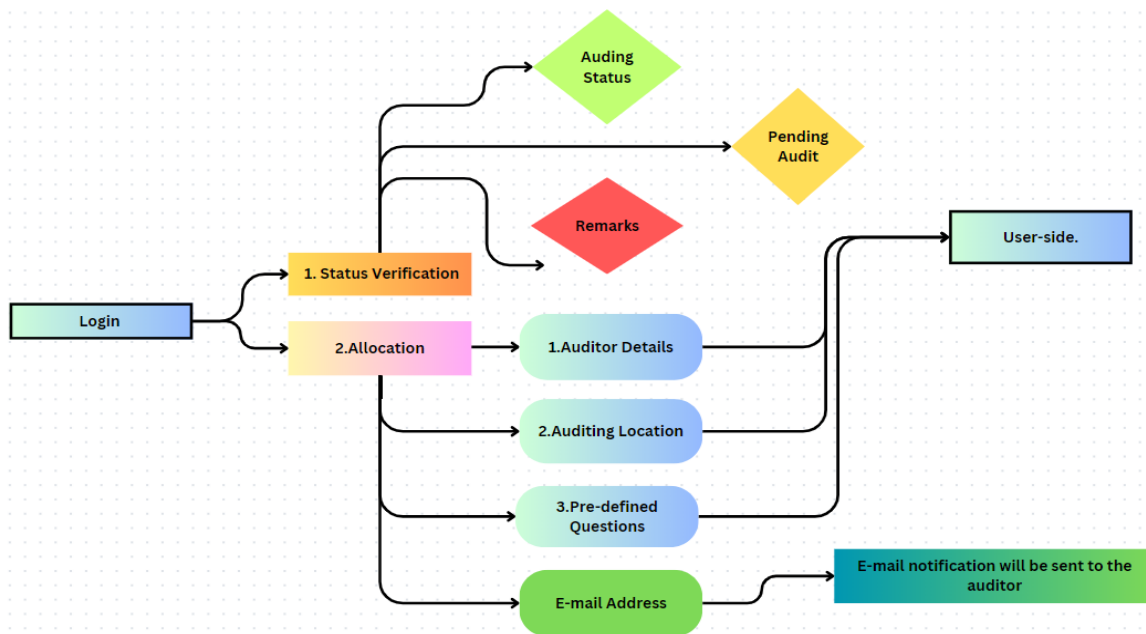 Auding
Status
Pending
Audit
Remarks
User-side.
1. Status Verification
Login
2.Allocation
1.Auditor Details
2.Auditing Location
3.Pre-defined
Questions
E-mail notification will be sent to the
auditor
E-mail Address